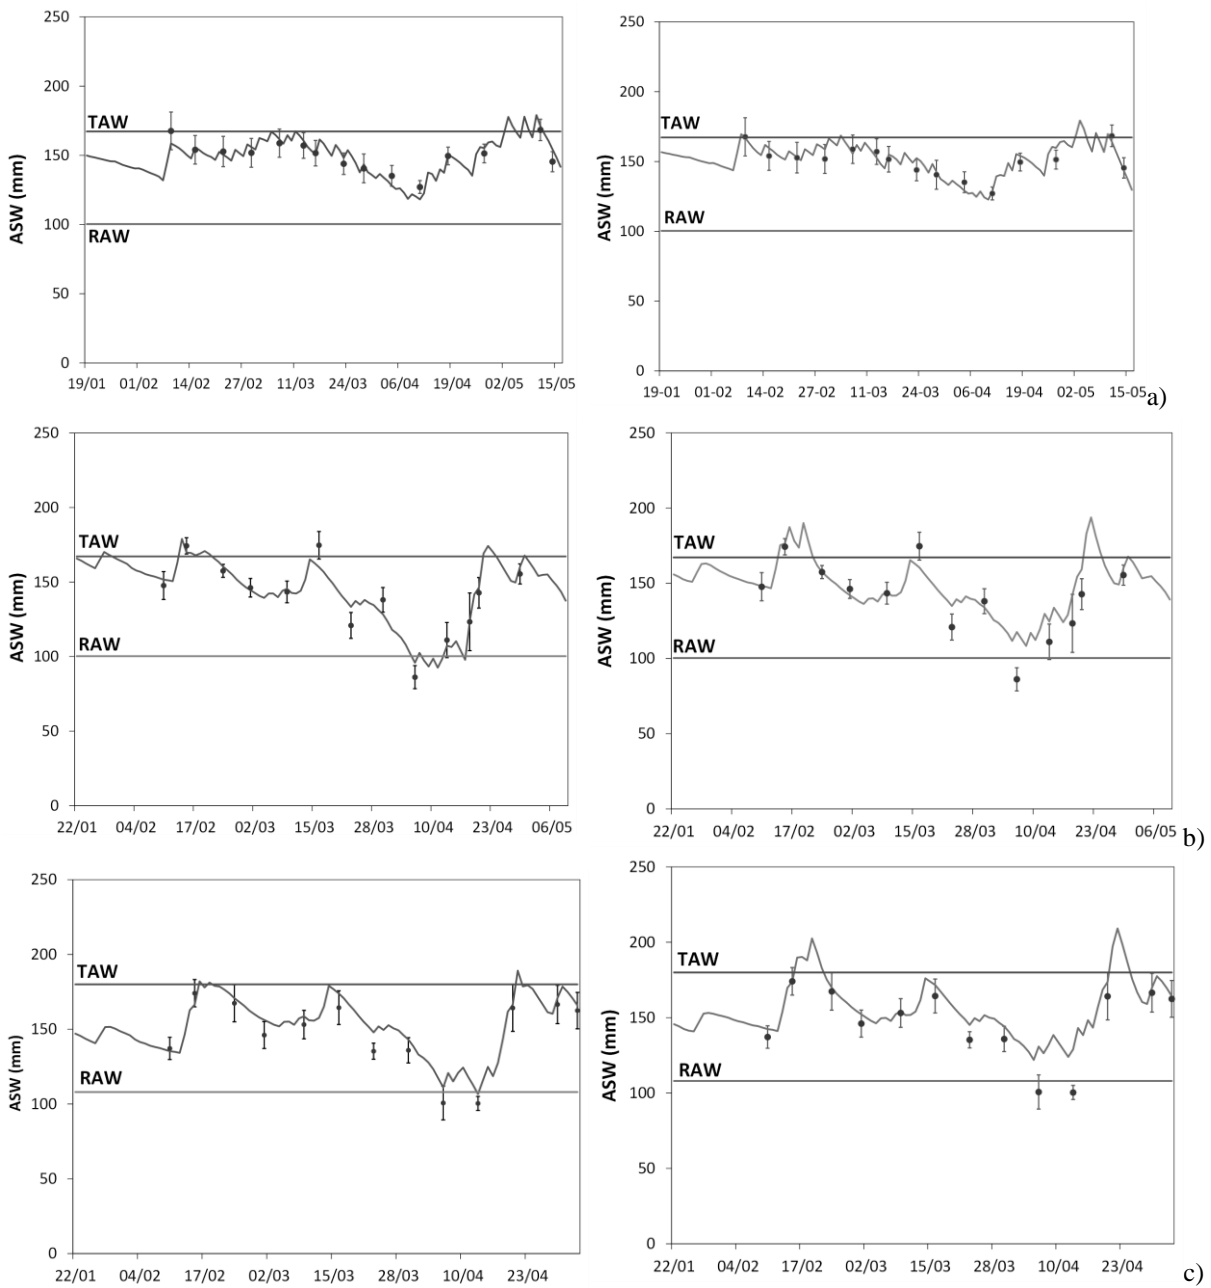 250
200
150
100
50
0
ASW (mm)
TAW
RAW
19/01 01/02 14/02 27/02 11/03 24/03 06/04 19/04 02/05 15/05
250
200
150
100
50
0
ASW (mm)
TAW
RAW
19-01 01-02 14-02 27-02 11-03 24-03 06-04 19-04 02-05 15-05
a)
250
200
150
100
50
0
ASW (mm)
TAW
RAW
22/01 04/02 17/02 02/03 15/03 28/03 10/04 23/04 06/05
250
200
150
100
50
0
ASW (mm)
TAW
RAW
22/01 04/02 17/02 02/03 15/03 28/03 10/04 23/04 06/05
b)
250
200
150
100
50
0
ASW (mm)
TAW
RAW
22/01 04/02 17/02 02/03 15/03 28/03 10/04 23/04
250
200
150
100
50
0
ASW (mm)
TAW
RAW
22/01 04/02 17/02 02/03 15/03 28/03 10/04 23/04
c)